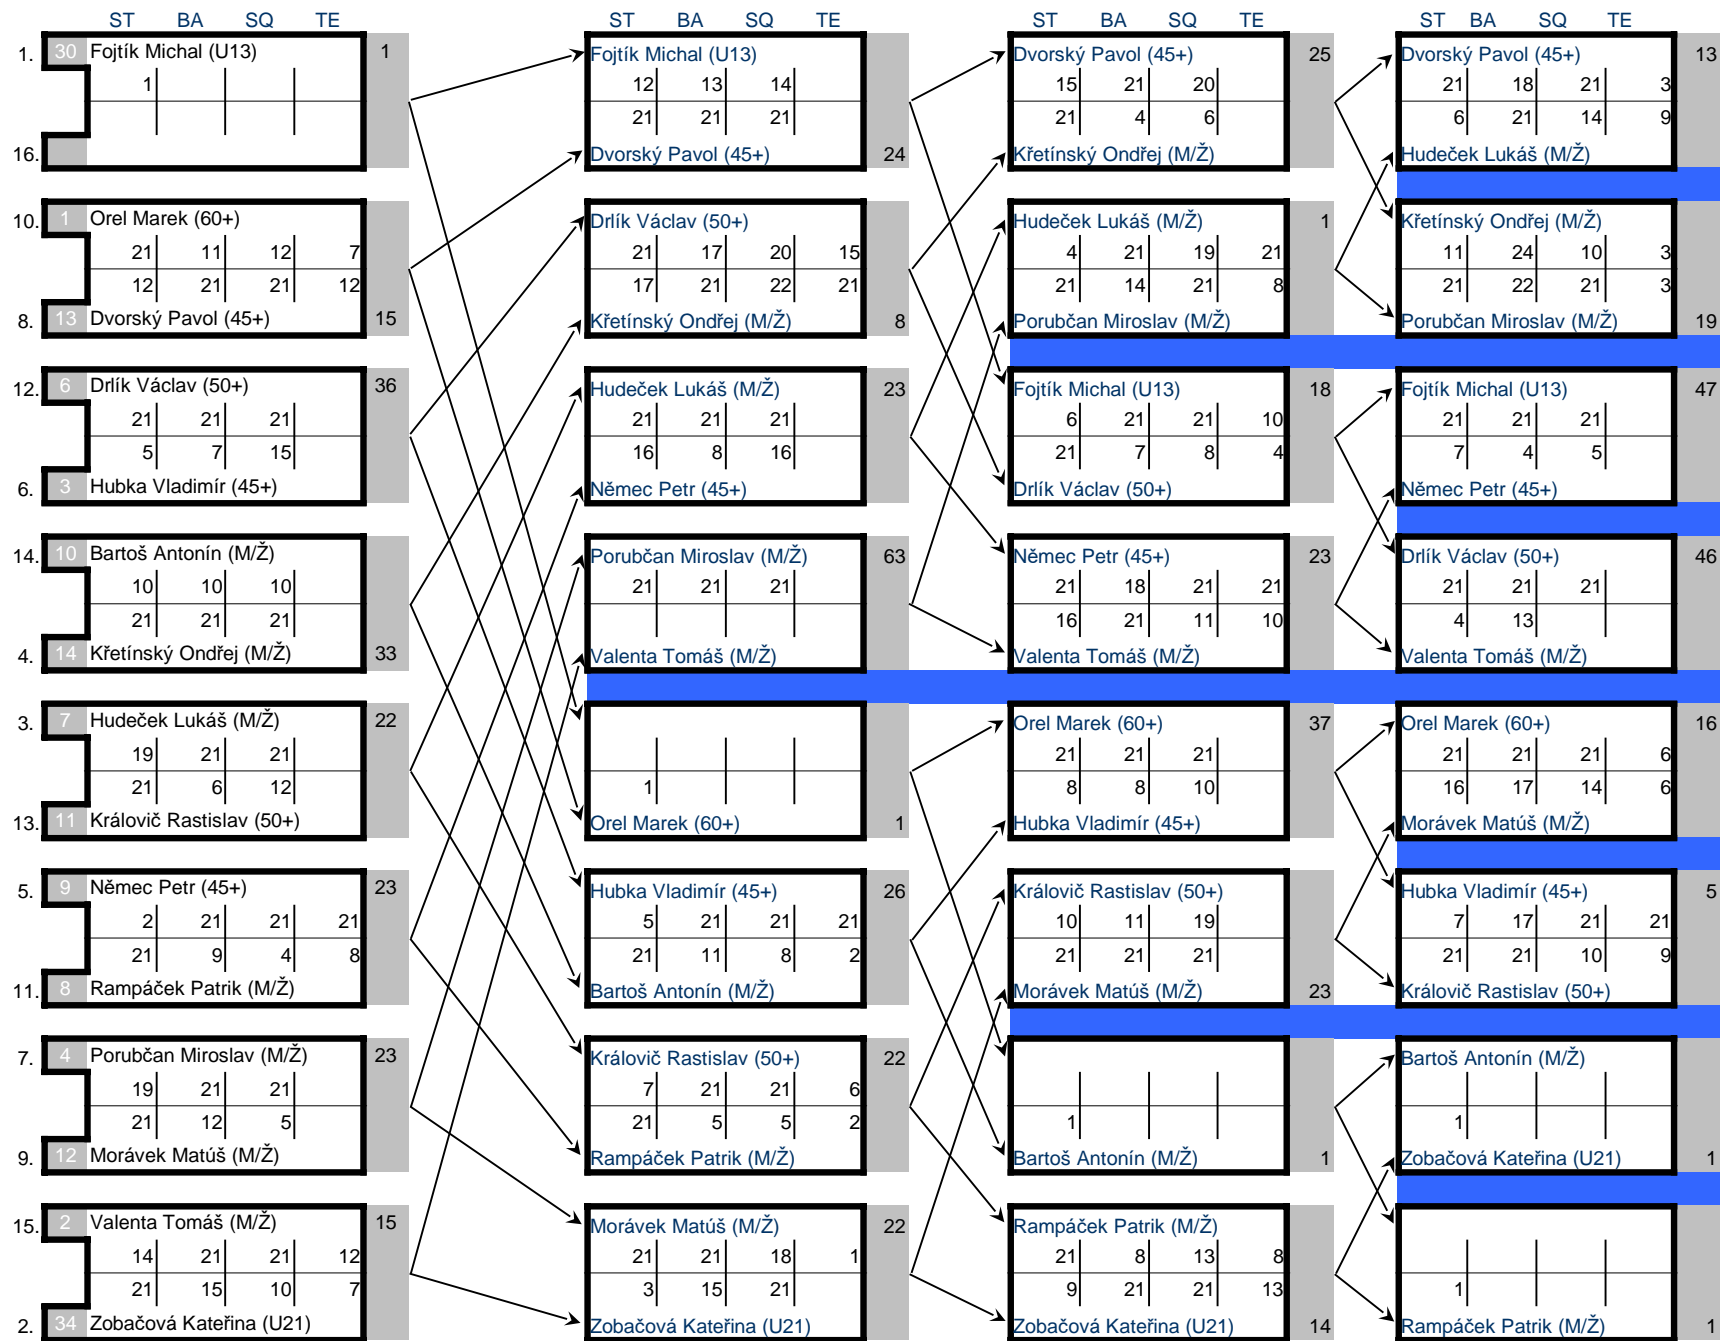 ST BA SQ TE
1. 30 Fojtík Michal (U13) 1
1
16.
10. 1 Orel Marek (60+)
21 11 12 7
12 21 21 12
8. 13 Dvorský Pavol (45+) 15
12. 6 Drlík Václav (50+) 36
21 21 21
5 7 15
6. 3 Hubka Vladimír (45+)
14. 10 Bartoš Antonín (M/Ž)
10 10 10
21 21 21
4. 14 Křetínský Ondřej (M/Ž) 33
3. 7 Hudeček Lukáš (M/Ž) 22
19 21 21
21 6 12
13. 11 Královič Rastislav (50+)
5. 9 Němec Petr (45+) 23
2 21 21 21
21 9 4 8
11. 8 Rampáček Patrik (M/Ž)
7. 4 Porubčan Miroslav (M/Ž) 23
19 21 21
21 12 5
9. 12 Morávek Matúš (M/Ž)
15. 2 Valenta Tomáš (M/Ž) 15
14 21 21 12
21 15 10 7
2. 34 Zobačová Kateřina (U21)
ST BA SQ TE
Fojtík Michal (U13)
12 13 14
21 21 21
Dvorský Pavol (45+) 24
Drlík Václav (50+)
21 17 20 15
17 21 22 21
Křetínský Ondřej (M/Ž) 8
Hudeček Lukáš (M/Ž) 23
21 21 21
16 8 16
Němec Petr (45+)
Porubčan Miroslav (M/Ž) 63
21 21 21
Valenta Tomáš (M/Ž)
1
Orel Marek (60+) 1
Hubka Vladimír (45+) 26
5 21 21 21
21 11 8 2
Bartoš Antonín (M/Ž)
Královič Rastislav (50+) 22
7 21 21 6
21 5 5 2
Rampáček Patrik (M/Ž)
Morávek Matúš (M/Ž) 22
21 21 18 1
3 15 21
Zobačová Kateřina (U21)
ST BA SQ TE
Dvorský Pavol (45+) 25
15 21 20
21 4 6
Křetínský Ondřej (M/Ž)
Hudeček Lukáš (M/Ž) 1
4 21 19 21
21 14 21 8
Porubčan Miroslav (M/Ž)
Fojtík Michal (U13) 18
6 21 21 10
21 7 8 4
Drlík Václav (50+)
Němec Petr (45+) 23
21 18 21 21
16 21 11 10
Valenta Tomáš (M/Ž)
Orel Marek (60+) 37
21 21 21
8 8 10
Hubka Vladimír (45+)
Královič Rastislav (50+)
10 11 19
21 21 21
Morávek Matúš (M/Ž) 23
1
Bartoš Antonín (M/Ž) 1
Rampáček Patrik (M/Ž)
21 8 13 8
9 21 21 13
Zobačová Kateřina (U21) 14
ST BA SQ TE
Dvorský Pavol (45+) 13
21 18 21 3
6 21 14 9
Hudeček Lukáš (M/Ž)
Křetínský Ondřej (M/Ž)
11 24 10 3
21 22 21 3
Porubčan Miroslav (M/Ž) 19
Fojtík Michal (U13) 47
21 21 21
7 4 5
Němec Petr (45+)
Drlík Václav (50+) 46
21 21 21
4 13
Valenta Tomáš (M/Ž)
Orel Marek (60+) 16
21 21 21 6
16 17 14 6
Morávek Matúš (M/Ž)
Hubka Vladimír (45+) 5
7 17 21 21
21 21 10 9
Královič Rastislav (50+)
Bartoš Antonín (M/Ž)
1
Zobačová Kateřina (U21) 1
1
Rampáček Patrik (M/Ž) 1